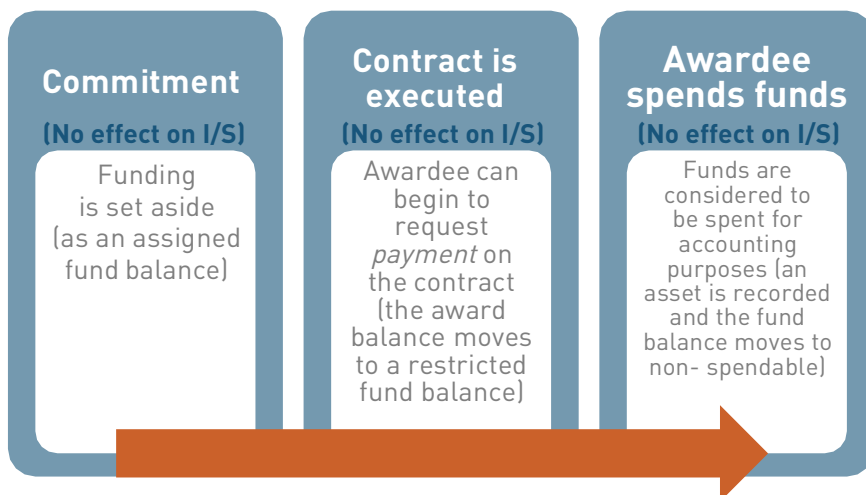 Commitment
(No effect on I/S)
Funding
is set aside
(as an assigned
fund balance)
Contract is
executed
(No effect on I/S)
Awardee can
begin to
request
payment on
the contract
(the award
balance moves
to a restricted
fund balance)
Awardee
spends funds
(No effect on I/S)
Funds are
considered to
be spent for
accounting
purposes (an
asset is recorded
and the fund
balance moves to
non- spendable)